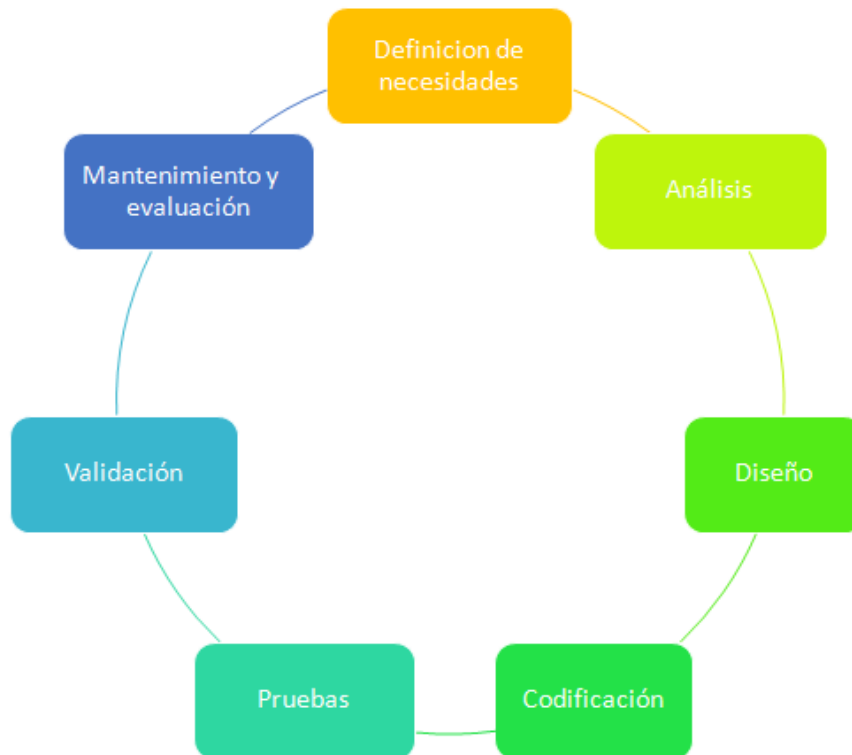 Definicion de
necesidades
Análisis
Diseño
Codificación
Pruebas
Validación
Mantenimiento y
evaluación